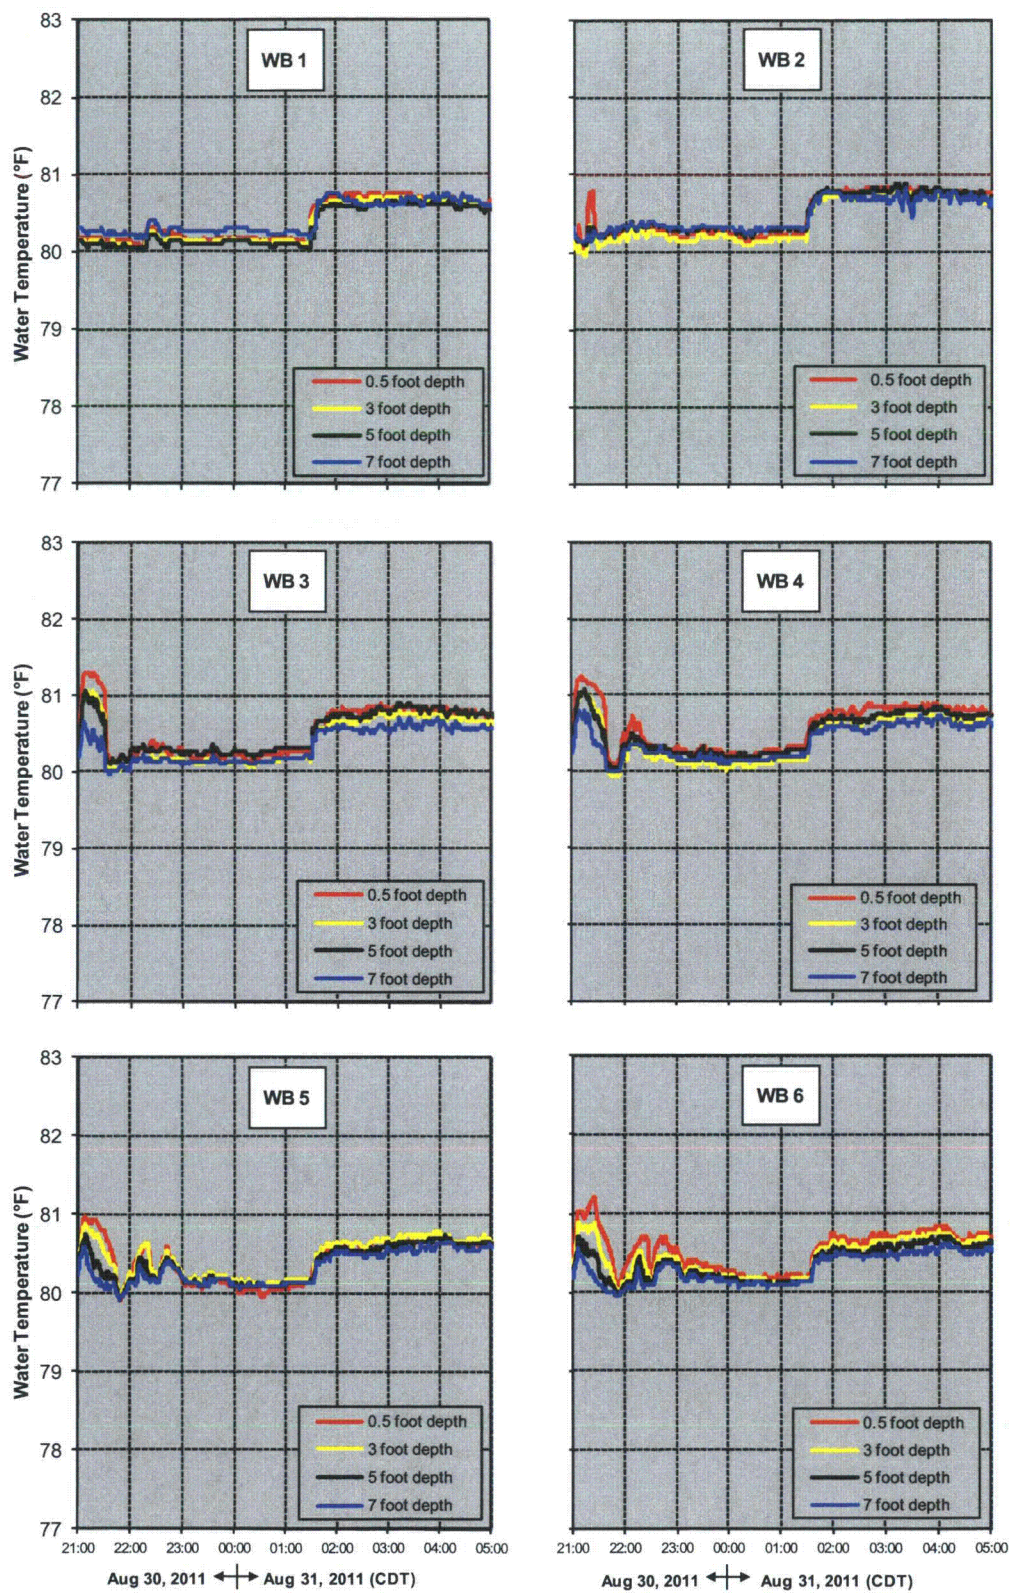 83
82
81
80
79
78
77
Water Temperature (°F)
WB 1
0.5 foot depth
3 foot depth
5 foot depth
7 foot depth
WB 2
0.5 foot depth
3 foot depth
5 foot depth
7 foot depth
83
82
81
80
79
78
77
Water Temperature (°F)
WB 3
0.5 foot depth
3 foot depth
5 foot depth
7 foot depth
WB 4
0.5 foot depth
3 foot depth
5 foot depth
7 foot depth
83
82
81
80
79
78
77
Water Temperature (°F)
WB 5
0.5 foot depth
3 foot depth
5 foot depth
7 foot depth
21:00 22:00 23:00 00:00 01:00 02:00 03:00 04:00 05:00
Aug 30, 2011 Aug 31, 2011 (CDT)
WB 6
0.5 foot depth
3 foot depth
5 foot depth
7 foot depth
21:00 22:00 23:00 00:00 01:00 02:00 03:00 04:00 05:00
Aug 30, 2011 Aug 31, 2011 (CDT)